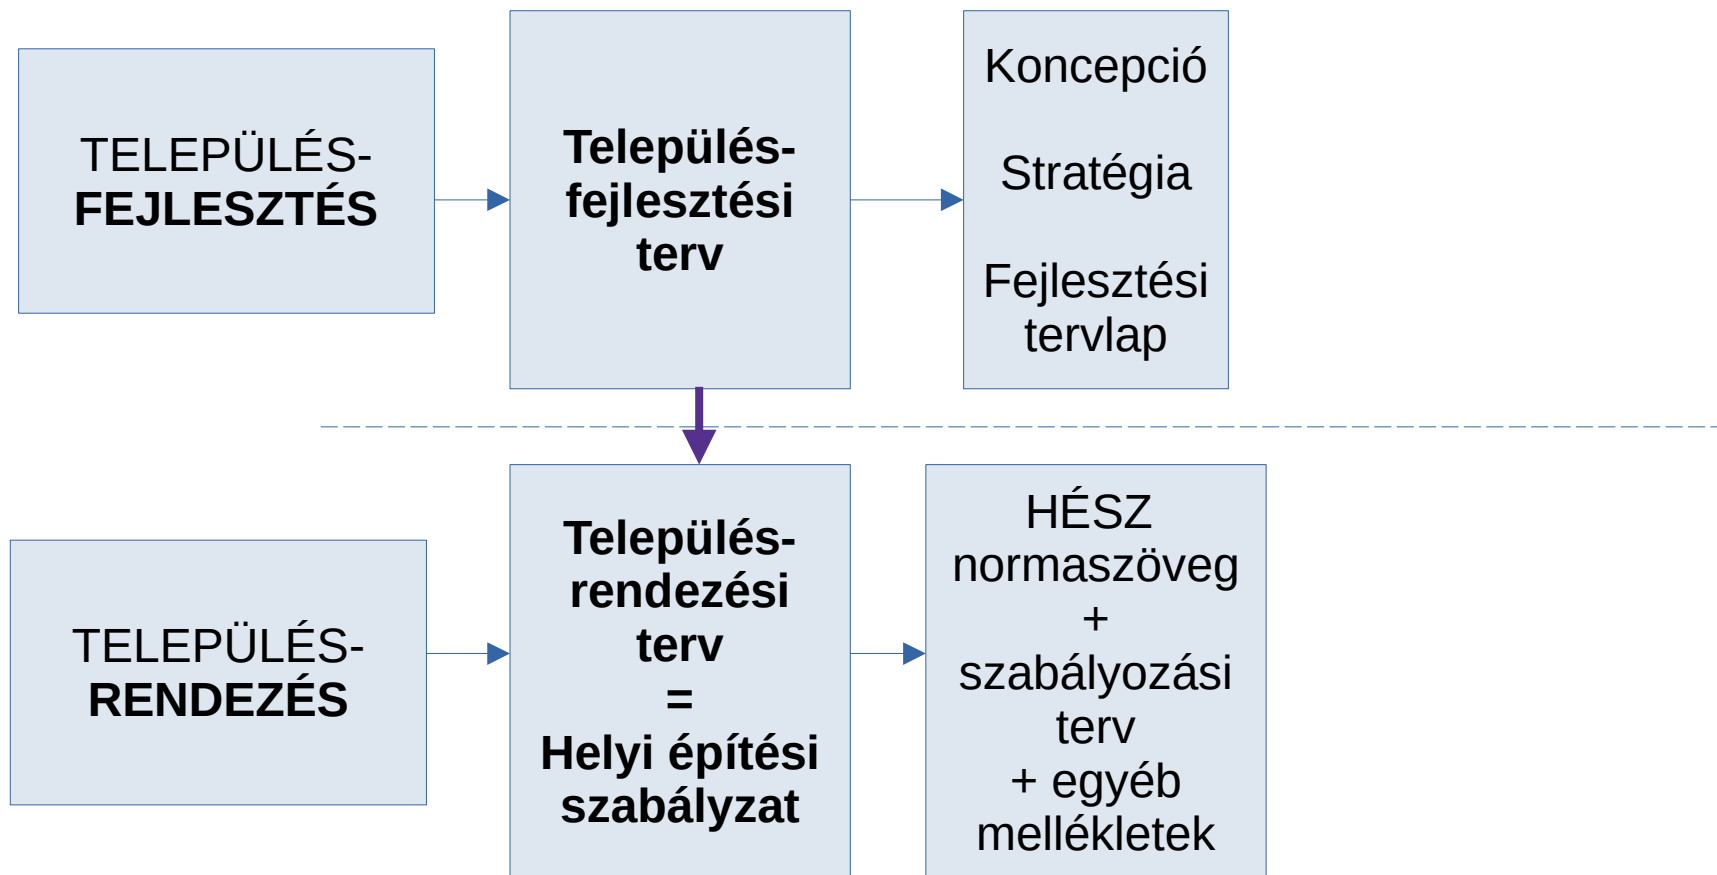 TELEPÜLÉS-
FEJLESZTÉS
Település-
fejlesztési
terv
Koncepció
Stratégia
Fejlesztési
tervlap
TELEPÜLÉS-
RENDEZÉS
Település-
rendezési
terv
=
Helyi építési
szabályzat
HÉSZ
normaszöveg
+
szabályozási
terv
+ egyéb
mellékletek